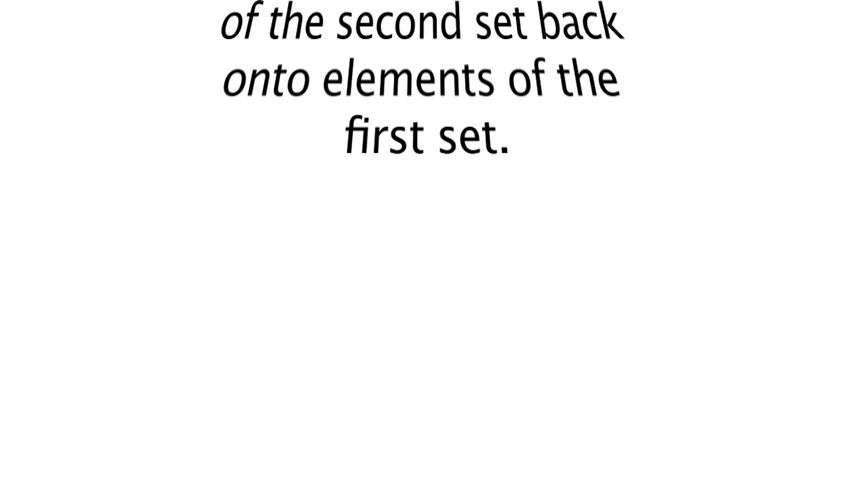 of the second set back
onto elements of the
first set.